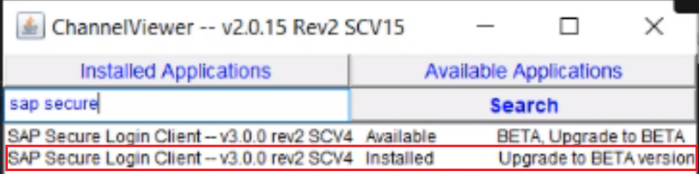 ChannelViewer -- v2.0.15 Rev2 SCV15
Installed Applications Available Applications
sap secure Search
SAP Secure Login Client -- v3.0.0 rev2 SCV4 Available BETA, Upgrade to BETA
SAP Secure Login Client -- v3.0.0 rev2 SCV4 Installed Upgrade to BETA version